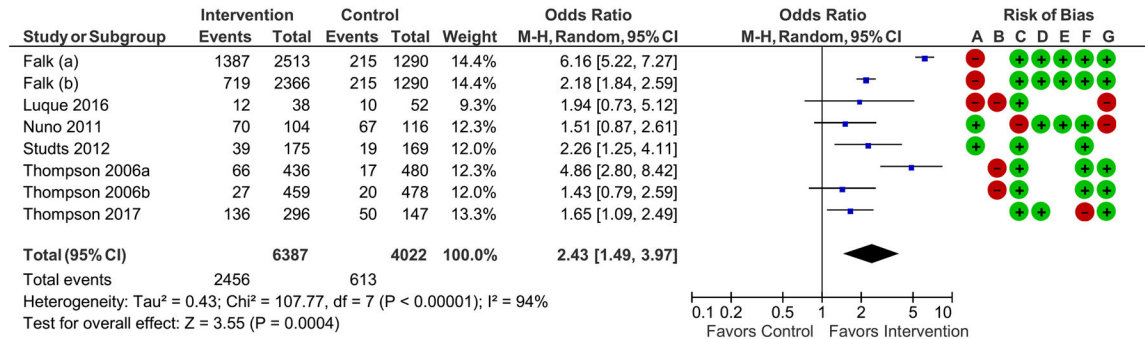 Intervention Control Odds Ratio Odds Ratio Risk of Bias
Study or Subgroup Events Total Events Total Weight M-H, Random, 95% CI M-H, Random, 95% CI A B C D E F G
Falk (a) 1387 2513 215 1290 14.4% 6.16 [5.22, 7.27] - + + + + +
Falk (b) 719 2366 215 1290 14.4% 2.18 [1.84, 2.59] - + + + + +
Luque 2016 12 38 10 52 9.3% 1.94 [0.73, 5.12] - - + -
Nuno 2011 70 104 67 116 12.3% 1.51 [0.87, 2.61] + - + + + -
Studts 2012 39 175 19 169 12.0% 2.26 [1.25, 4.11] + + +
Thompson 2006a 66 436 17 480 12.3% 4.86 [2.80, 8.42] - + + +
Thompson 2006b 27 459 20 478 12.0% 1.43 [0.79, 2.59] - + + +
Thompson 2017 136 296 50 147 13.3% 1.65 [1.09, 2.49] + + - +
Total (95% CI) 6387 4022 100.0% 2.43 [1.49, 3.97]
Total events 2456 613
Heterogeneity: Tau² = 0.43; Chi² = 107.77, df = 7 (P < 0.00001); I² = 94%
Test for overall effect: Z = 3.55 (P = 0.0004)
0.1 0.2 0.5 1 2 5 10
Favors Control Favors Intervention